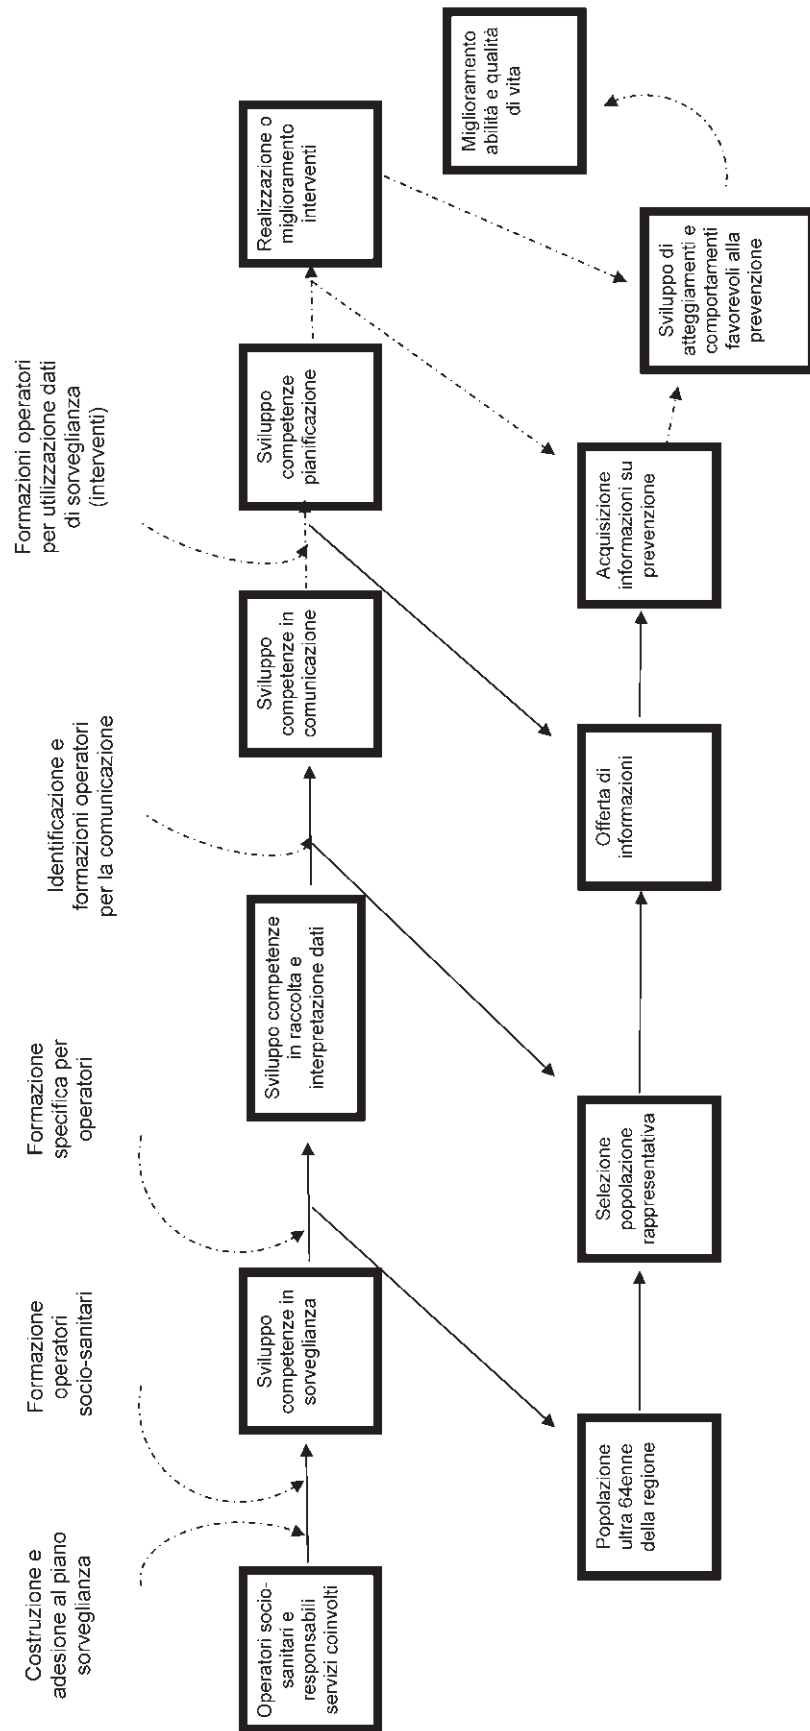 Costruzione e
adesione al piano
sorveglianza
Formazione
operatori
socio-sanitari
Formazione
specifica per
operatori
Identificazione e
formazioni operatori
per la comunicazione
Formazioni operatori
per utilizzazione dati
di sorveglianza
(interventi)
Operatori socio-
sanitari e
responsabili
servizi coinvolti
Sviluppo
competenze in
sorveglianza
Sviluppo competenze
in raccolta e
interpretazione dati
Sviluppo
competenze in
comunicazione
Sviluppo
competenze
pianificazione
Realizzazione o
miglioramento
interventi
Miglioramento
abilità e qualità
di vita
Popolazione
ultra 64enne
della regione
Selezione
popolazione
rappresentativa
Offerta di
informazioni
Acquisizione
informazioni su
prevenzione
Sviluppo di
atteggiamenti e
comportamenti
favorevoli alla
prevenzione